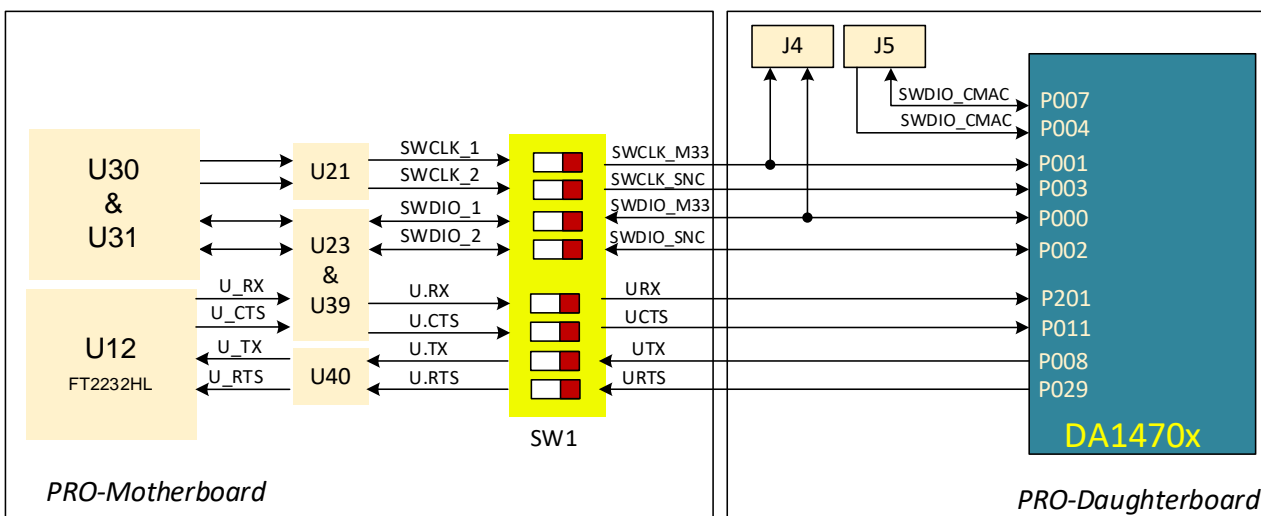 J4
J5
SWDIO_CMAC
P007
SWDIO_CMAC
P004
U30
&
U31
U21
SWCLK_1
SWCLK_M33
P001
SWCLK_2
SWCLK_SNC
P003
SWDIO_1
SWDIO_M33
P000
SWDIO_2
SWDIO_SNC
P002
U23
&
U39
U_RX
U.RX
URX
P201
U_CTS
U.CTS
UCTS
P011
U12
FT2232HL
U_TX
U.TX
UTX
P008
U40
U_RTS
U.RTS
URTS
P029
SW1
DA1470x
PRO-Motherboard
PRO-Daughterboard